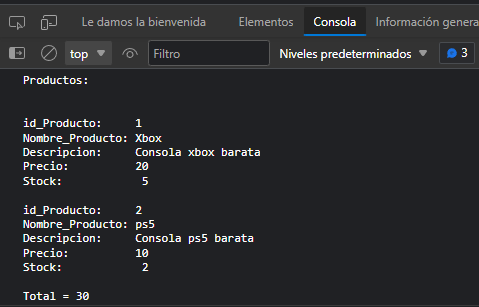 Le damos la bienvenida Elementos Consola Información genera
top Filtro Niveles predeterminados 3
Productos:
id_Producto: 1
Nombre_Producto: Xbox
Descripcion: Consola xbox barata
Precio: 20
Stock: 5
id_Producto: 2
Nombre_Producto: ps5
Descripcion: Consola ps5 barata
Precio: 10
Stock: 2
Total = 30